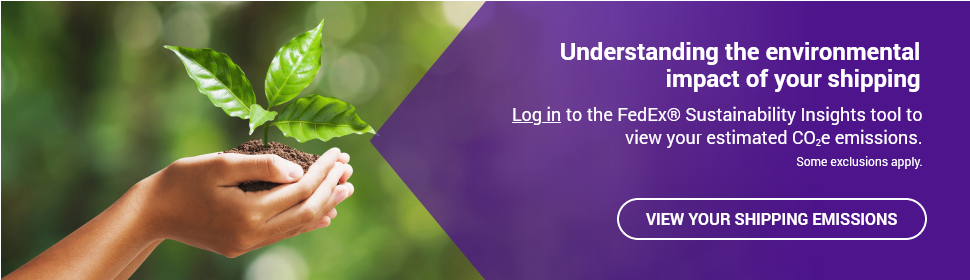 Understanding the environmental
impact of your shipping
Log in to the FedEx® Sustainability Insights tool to
view your estimated CO₂e emissions.
Some exclusions apply.
VIEW YOUR SHIPPING EMISSIONS